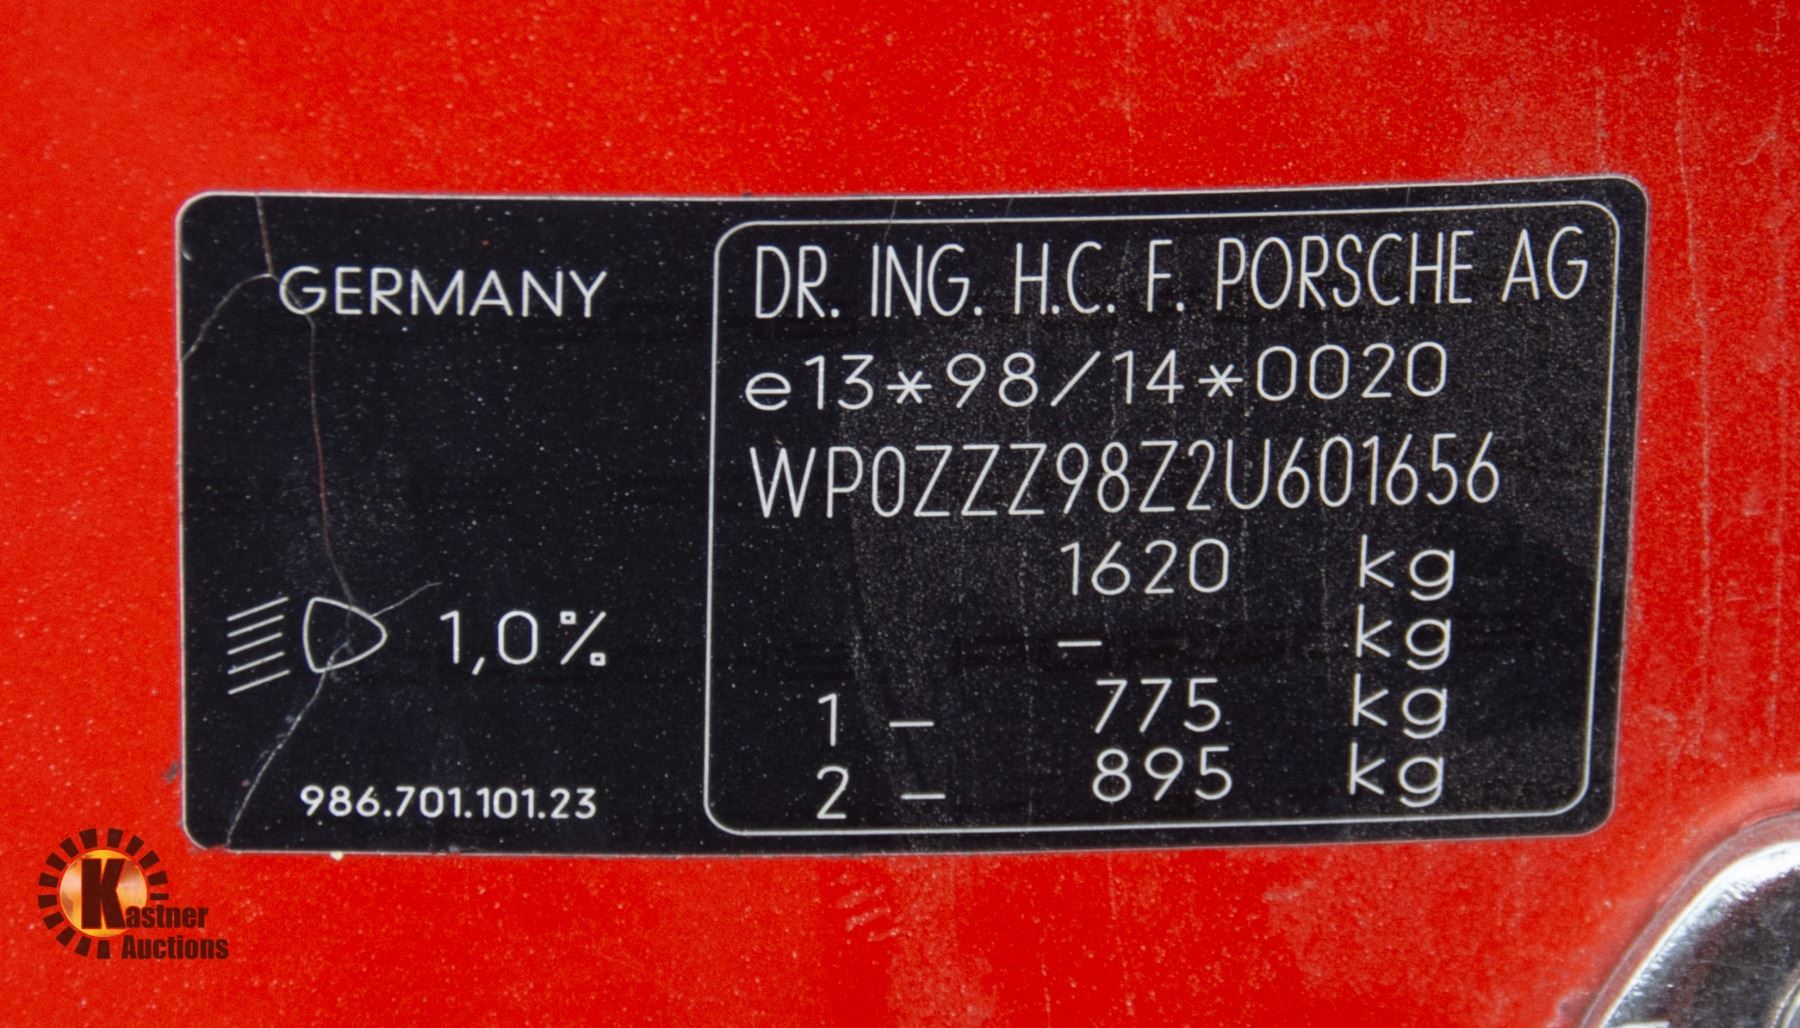 GERMANY
1,0%
986.701.101.23
DR. ING. H.C. F. PORSCHE AG
e13*98/14*0020
WP0ZZZ98Z2U601656
1620 kg
– kg
1 – 775 kg
2 – 895 kg
Kastner
Auctions